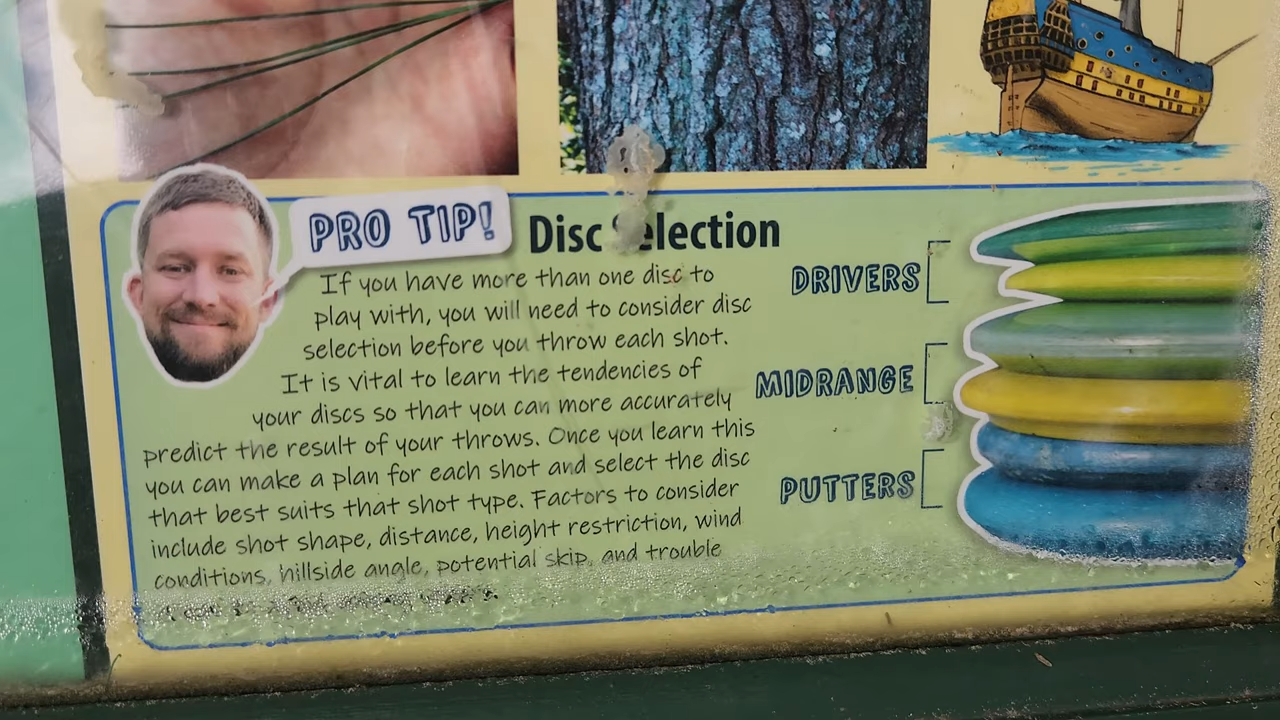 PRO TIP!
Disc Selection
If you have more than one disc to
play with, you will need to consider disc
selection before you throw each shot.
It is vital to learn the tendencies of
your discs so that you can more accurately
predict the result of your throws. Once you learn this
you can make a plan for each shot and select the disc
that best suits that shot type. Factors to consider
include shot shape, distance, height restriction, wind
conditions, hillside angle, potential skip, and trouble
DRIVERS
MIDRANGE
PUTTERS